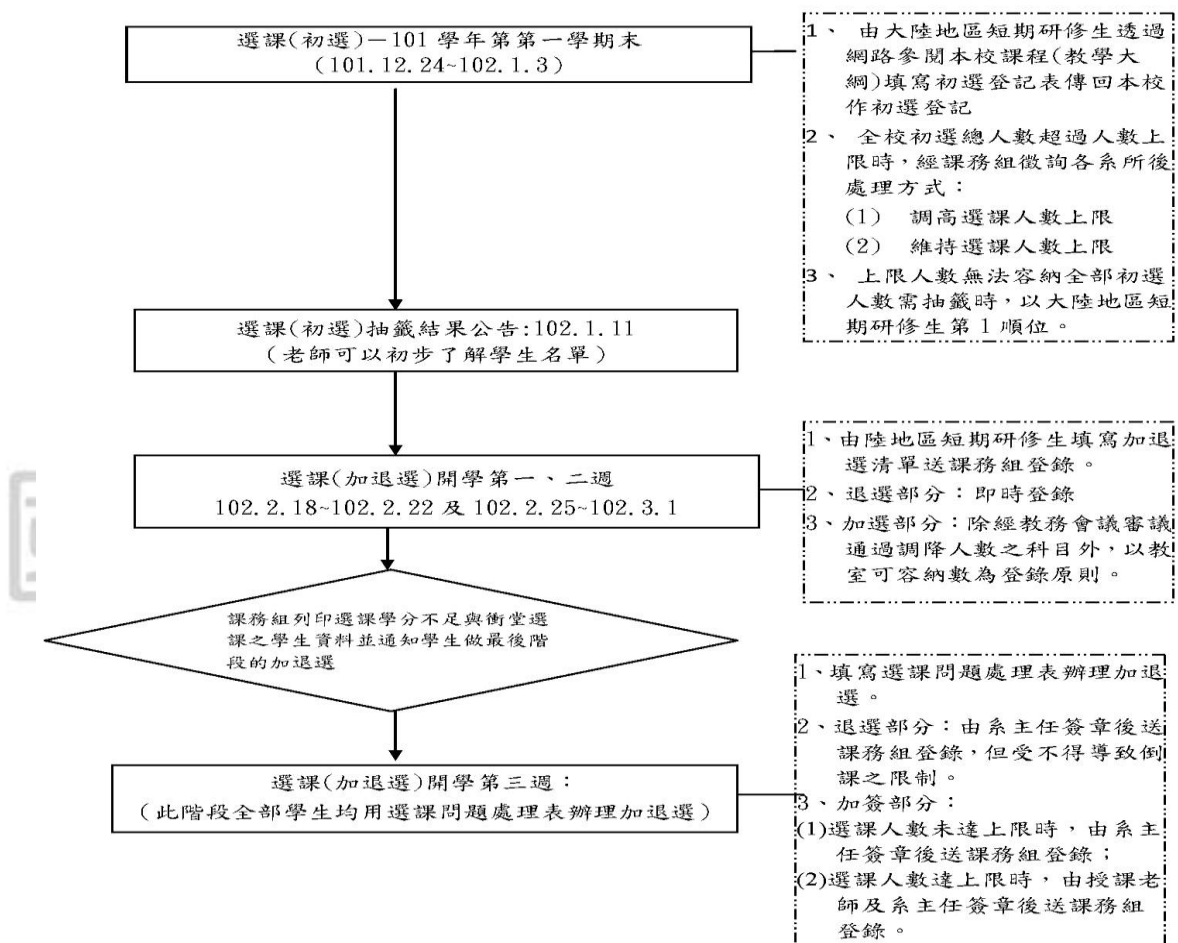 選課(初選)－101 學年第第一學期末
(101.12.24~102.1.3)
1、 由大陸地區短期研修生透過
網路參閱本校課程(教學大
綱)填寫初選登記表傳回本校
作初選登記
2、 全校初選總人數超過人數上
限時，經課務組徵詢各系所後
處理方式：
(1) 調高選課人數上限
(2) 維持選課人數上限
3、 上限人數無法容納全部初選
人數需抽籤時，以大陸地區短
期研修生第 1 順位。
選課(初選)抽籤結果公告:102.1.11
(老師可以初步了解學生名單)
選課(加退選)開學第一、二週
102.2.18~102.2.22 及 102.2.25~102.3.1
1、由陸地區短期研修生填寫加退
選清單送課務組登錄。
2、退選部分：即時登錄
3、加選部分：除經教務會議審議
通過調降人數之科目外，以教
室可容納數為登錄原則。
課務組列印選課學分不足與衝堂選
課之學生資料並通知學生做最後階
段的加退選
選課(加退選)開學第三週：
(此階段全部學生均用選課問題處理表辦理加退選)
1、填寫選課問題處理表辦理加退
選。
2、退選部分：由系主任簽章後送
課務組登錄，但受不得導致倒
課之限制。
3、加簽部分：
(1)選課人數未達上限時，由系主
任簽章後送課務組登錄；
(2)選課人數達上限時，由授課老
師及系主任簽章後送課務組
登錄。